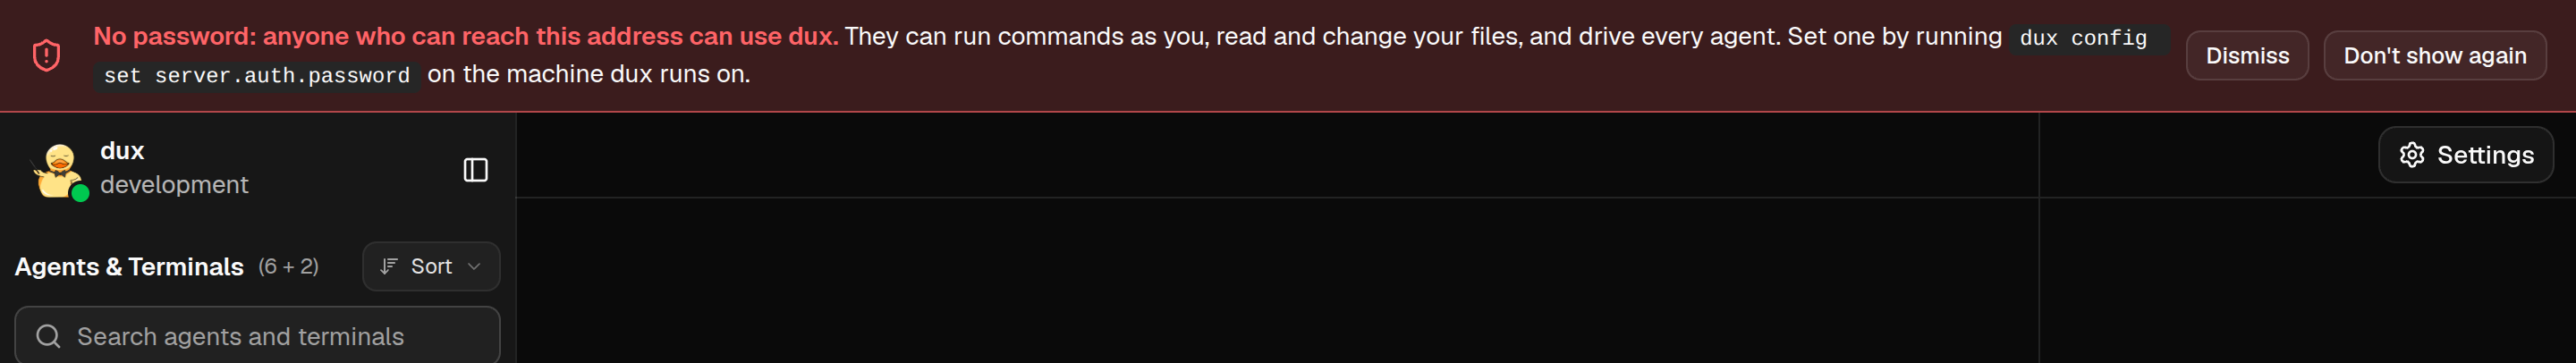 No password: anyone who can reach this address can use dux. They can run commands as you, read and change your files, and drive every agent. Set one by running dux config
set server.auth.password on the machine dux runs on.
Dismiss
Don't show again
dux
development
Settings
Agents & Terminals (6 + 2)
Sort
Search agents and terminals